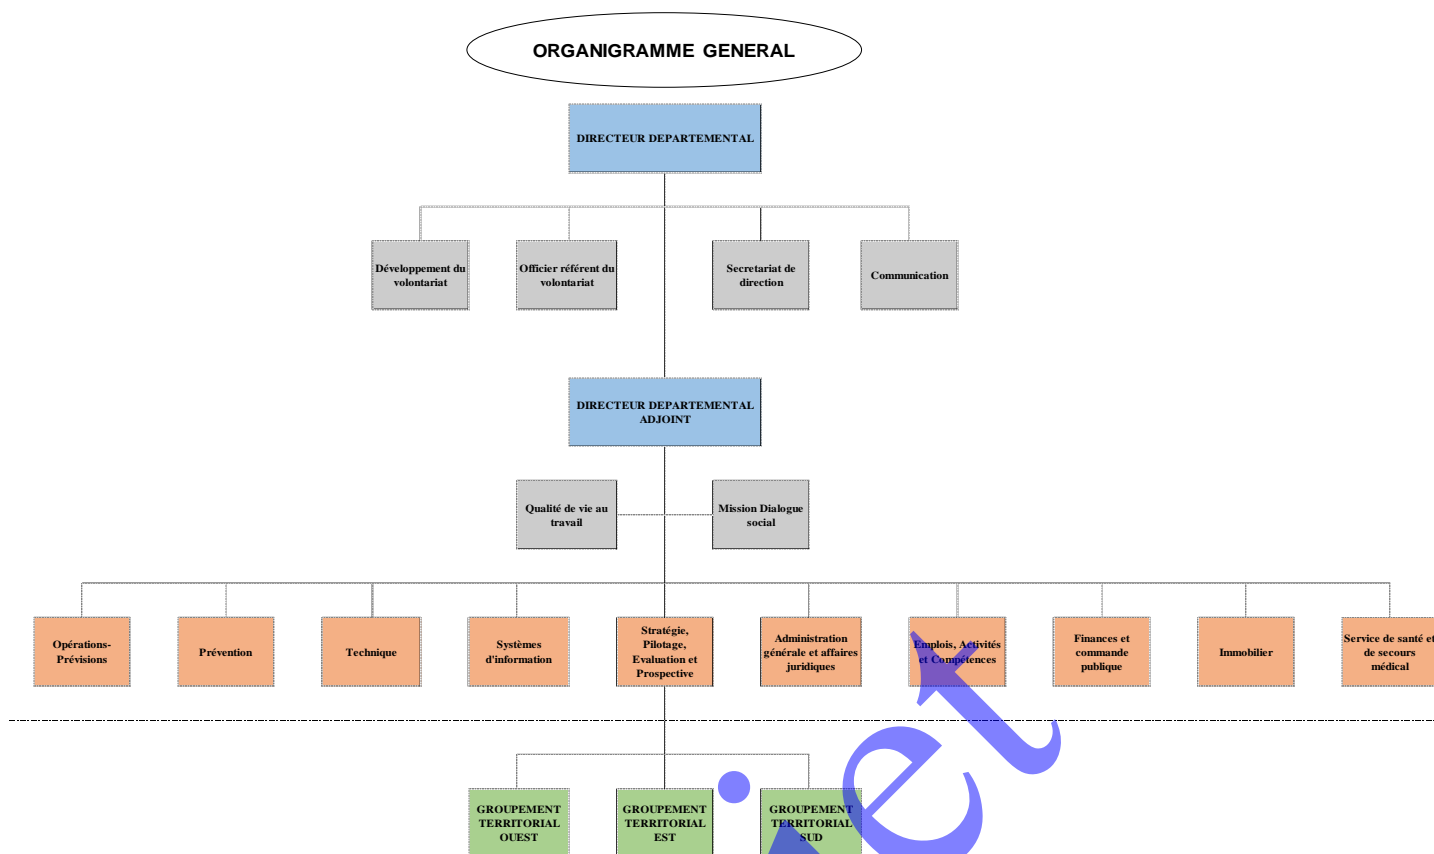 ORGANIGRAMME GENERAL
DIRECTEUR DEPARTEMENTAL
Développement du
volontariat
Officier référent du
volontariat
Secretariat de
direction
Communication
DIRECTEUR DEPARTEMENTAL
ADJOINT
Qualité de vie au
travail
Mission Dialogue
social
Opérations-
Prévisions
Prévention
Technique
Systèmes
d'information
Stratégie,
Pilotage,
Evaluation et
Prospective
Administration
générale et affaires
juridiques
Emplois, Activités
et Compétences
Finances et
commande
publique
Immobilier
Service de santé et
de secours
médical
GROUPEMENT
TERRITORIAL
OUEST
GROUPEMENT
TERRITORIAL
EST
GROUPEMENT
TERRITORIAL
SUD